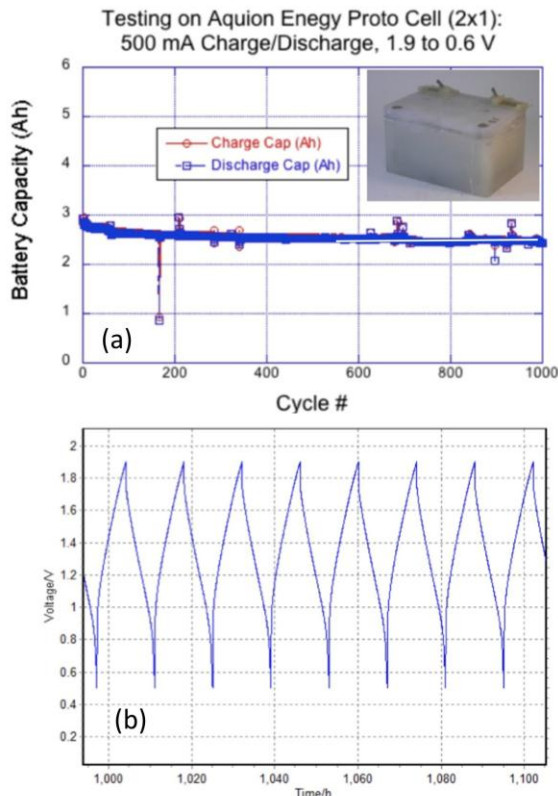 Testing on Aquion Enegy Proto Cell (2x1):
500 mA Charge/Discharge, 1.9 to 0.6 V
6
5
4
3
2
1
0
Battery Capacity (Ah)
Charge Cap (Ah)
Discharge Cap (Ah)
(a)
0 200 400 600 800 1000
Cycle #
2
1.8
1.6
1.4
1.2
1
0.8
0.6
0.4
0.2
Voltage/V
(b)
1,000 1,020 1,040 1,060 1,080 1,100
Time/h